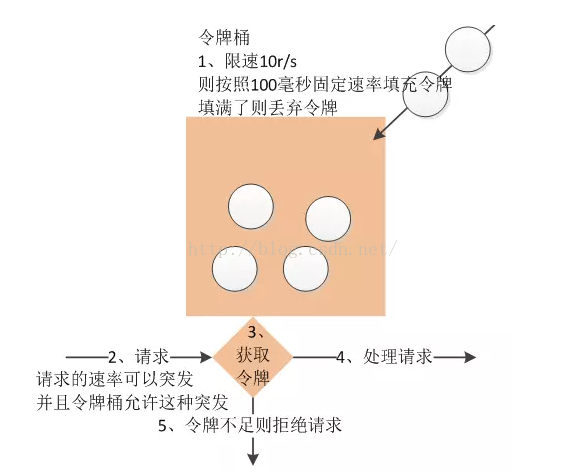 令牌桶
1、限速10r/s
则按照100毫秒固定速率填充令牌
填满了则丢弃令牌
http://blog.csdn.net/
2、请求
请求的速率可以突发
并且令牌桶允许这种突发
3、
获取
令牌
4、处理请求
5、令牌不足则拒绝请求